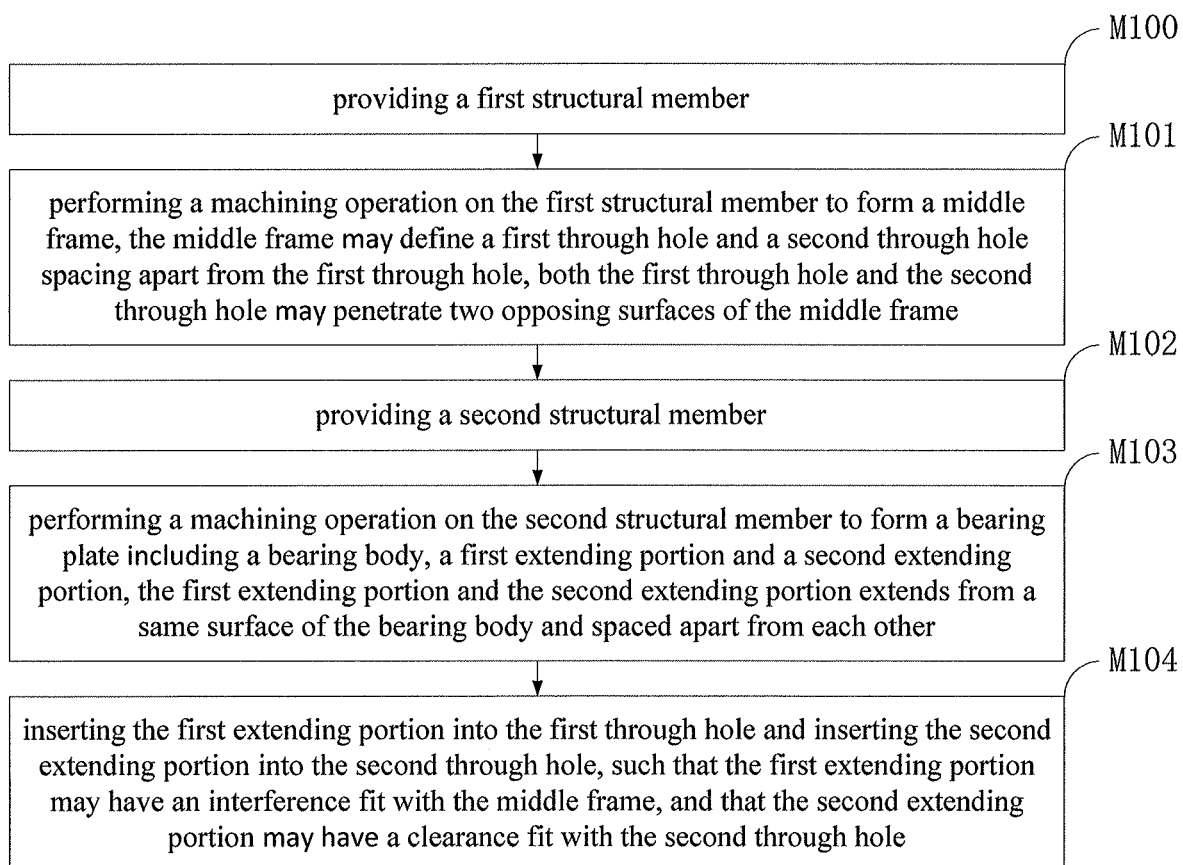 M100
providing a first structural member
M101
performing a machining operation on the first structural member to form a middle
frame, the middle frame may define a first through hole and a second through hole
spacing apart from the first through hole, both the first through hole and the second
through hole may penetrate two opposing surfaces of the middle frame
M102
providing a second structural member
M103
performing a machining operation on the second structural member to form a bearing
plate including a bearing body, a first extending portion and a second extending
portion, the first extending portion and the second extending portion extends from a
same surface of the bearing body and spaced apart from each other
M104
inserting the first extending portion into the first through hole and inserting the second
extending portion into the second through hole, such that the first extending portion
may have an interference fit with the middle frame, and that the second extending
portion may have a clearance fit with the second through hole